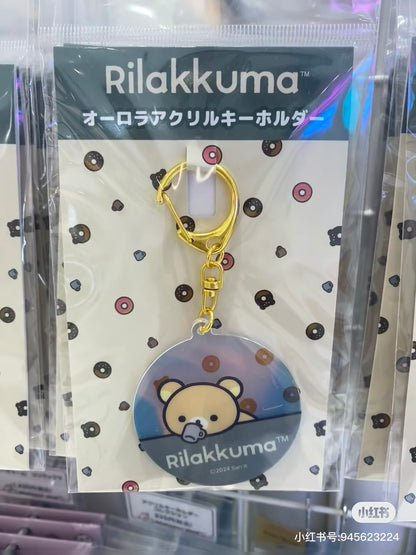 Rilakkuma™
オーロラアクリルキーホルダー
Rilakkuma™
©2024 San-X
小红书
小红书号:945623224